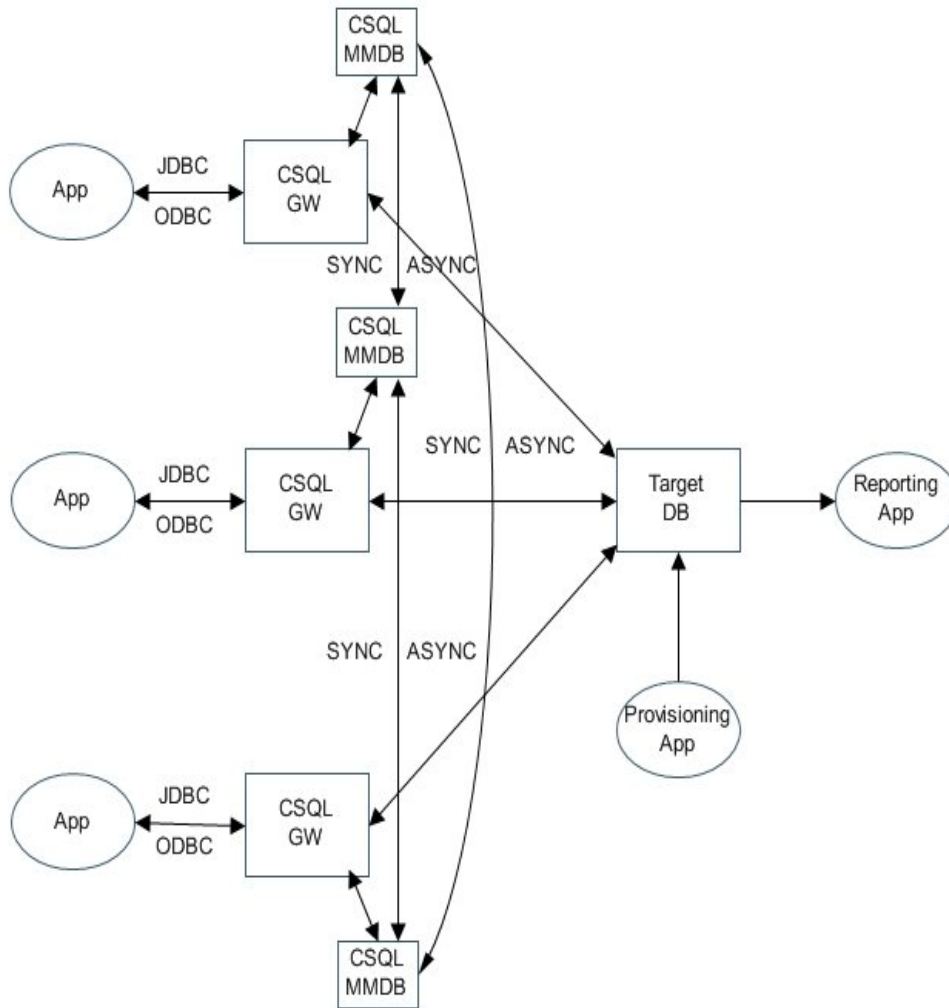 CSQL
MMDB
JDBC
App
ODBC
CSQL
GW
SYNC
ASYNC
CSQL
MMDB
SYNC
ASYNC
JDBC
App
ODBC
CSQL
GW
Target
DB
Reporting
App
SYNC
ASYNC
Provisioning
App
JDBC
App
ODBC
CSQL
GW
CSQL
MMDB